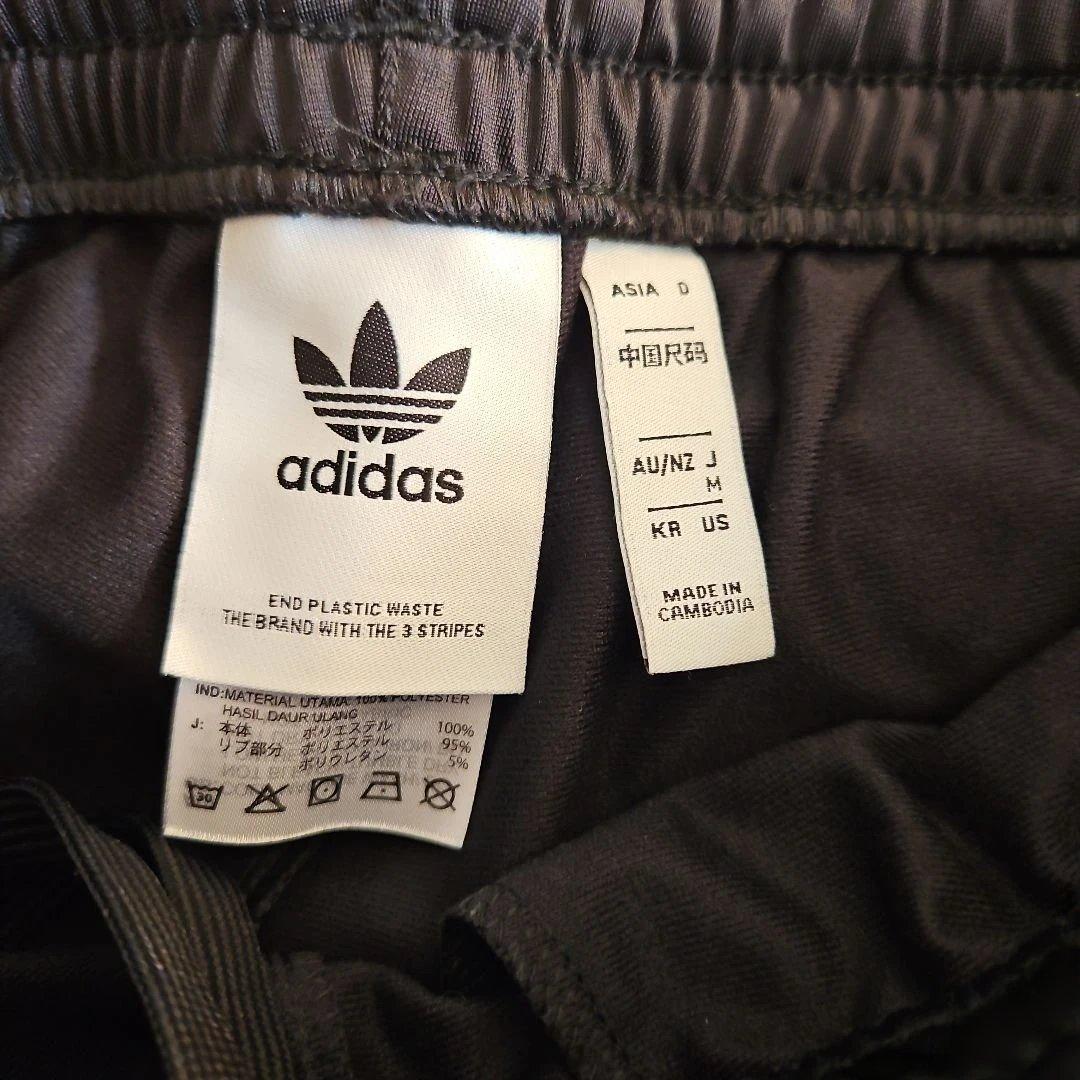 adidas
END PLASTIC WASTE
THE BRAND WITH THE 3 STRIPES
IND:MATERIAL UTAMA: 100% POLYESTER
HASIL DAUR ULANG
J: 本体 ポリエステル 100%
リブ部分 ポリエステル 95%
ポリウレタン 5%
30
ASIA D
中国尺码
AU/NZ J
M
KR US
MADE IN
CAMBODIA